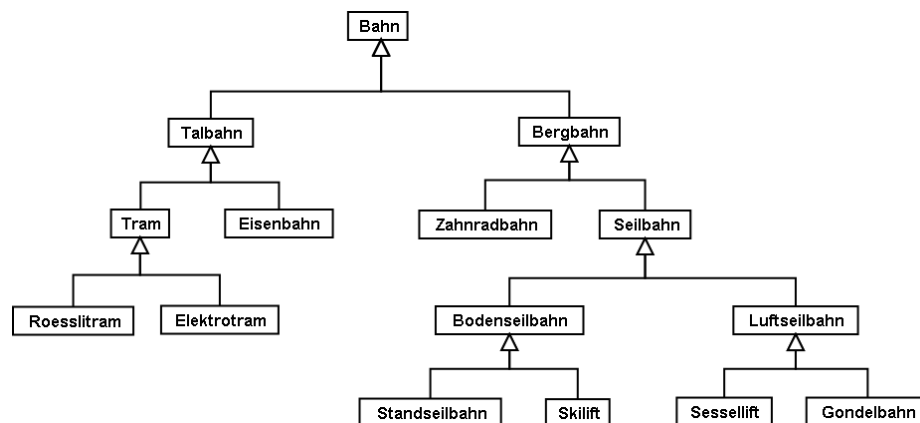 Bahn
Talbahn
Bergbahn
Tram
Eisenbahn
Zahnradbahn
Seilbahn
Roesslitram
Elektrotram
Bodenseilbahn
Luftseilbahn
Standseilbahn
Skilift
Sessellift
Gondelbahn